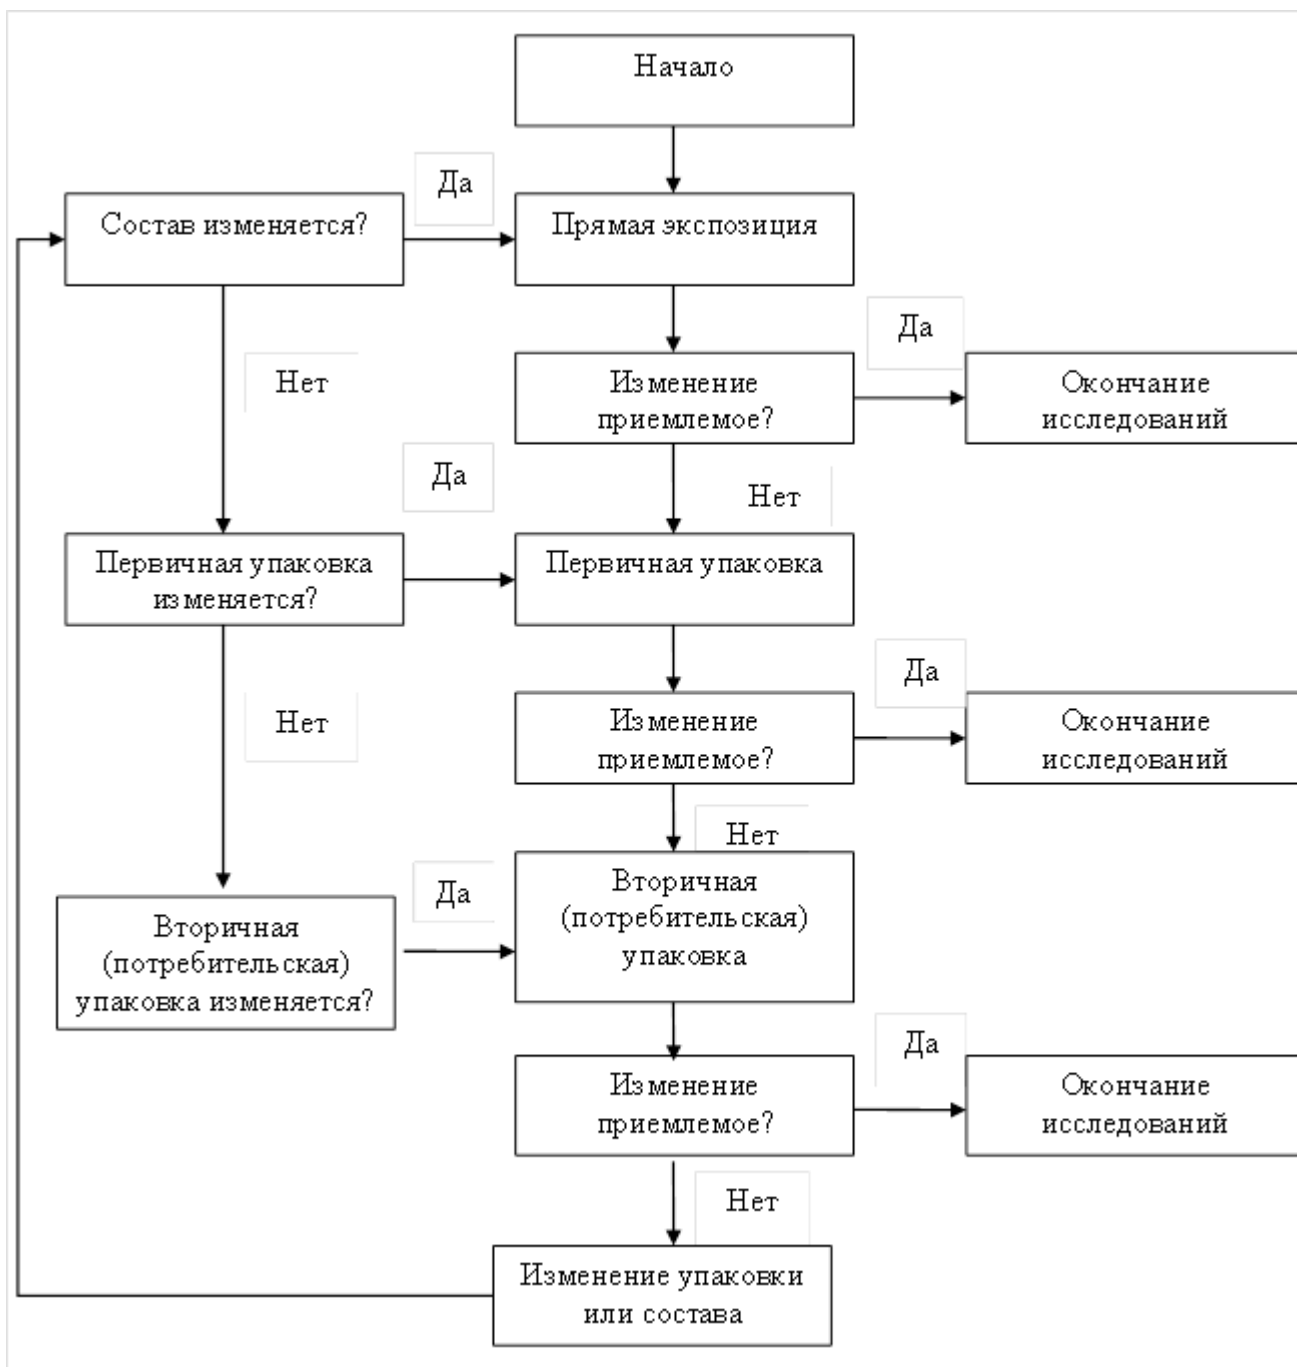 Начало
Да
Состав изменяется?
Прямая экспозиция
Да
Нет
Изменение
приемлемое?
Окончание
исследований
Да
Нет
Первичная упаковка
изменяется?
Первичная упаковка
Да
Нет
Изменение
приемлемое?
Окончание
исследований
Нет
Да
Вторичная
(потребительская)
упаковка
Вторичная
(потребительская)
упаковка изменяется?
Да
Изменение
приемлемое?
Окончание
исследований
Нет
Изменение упаковки
или состава